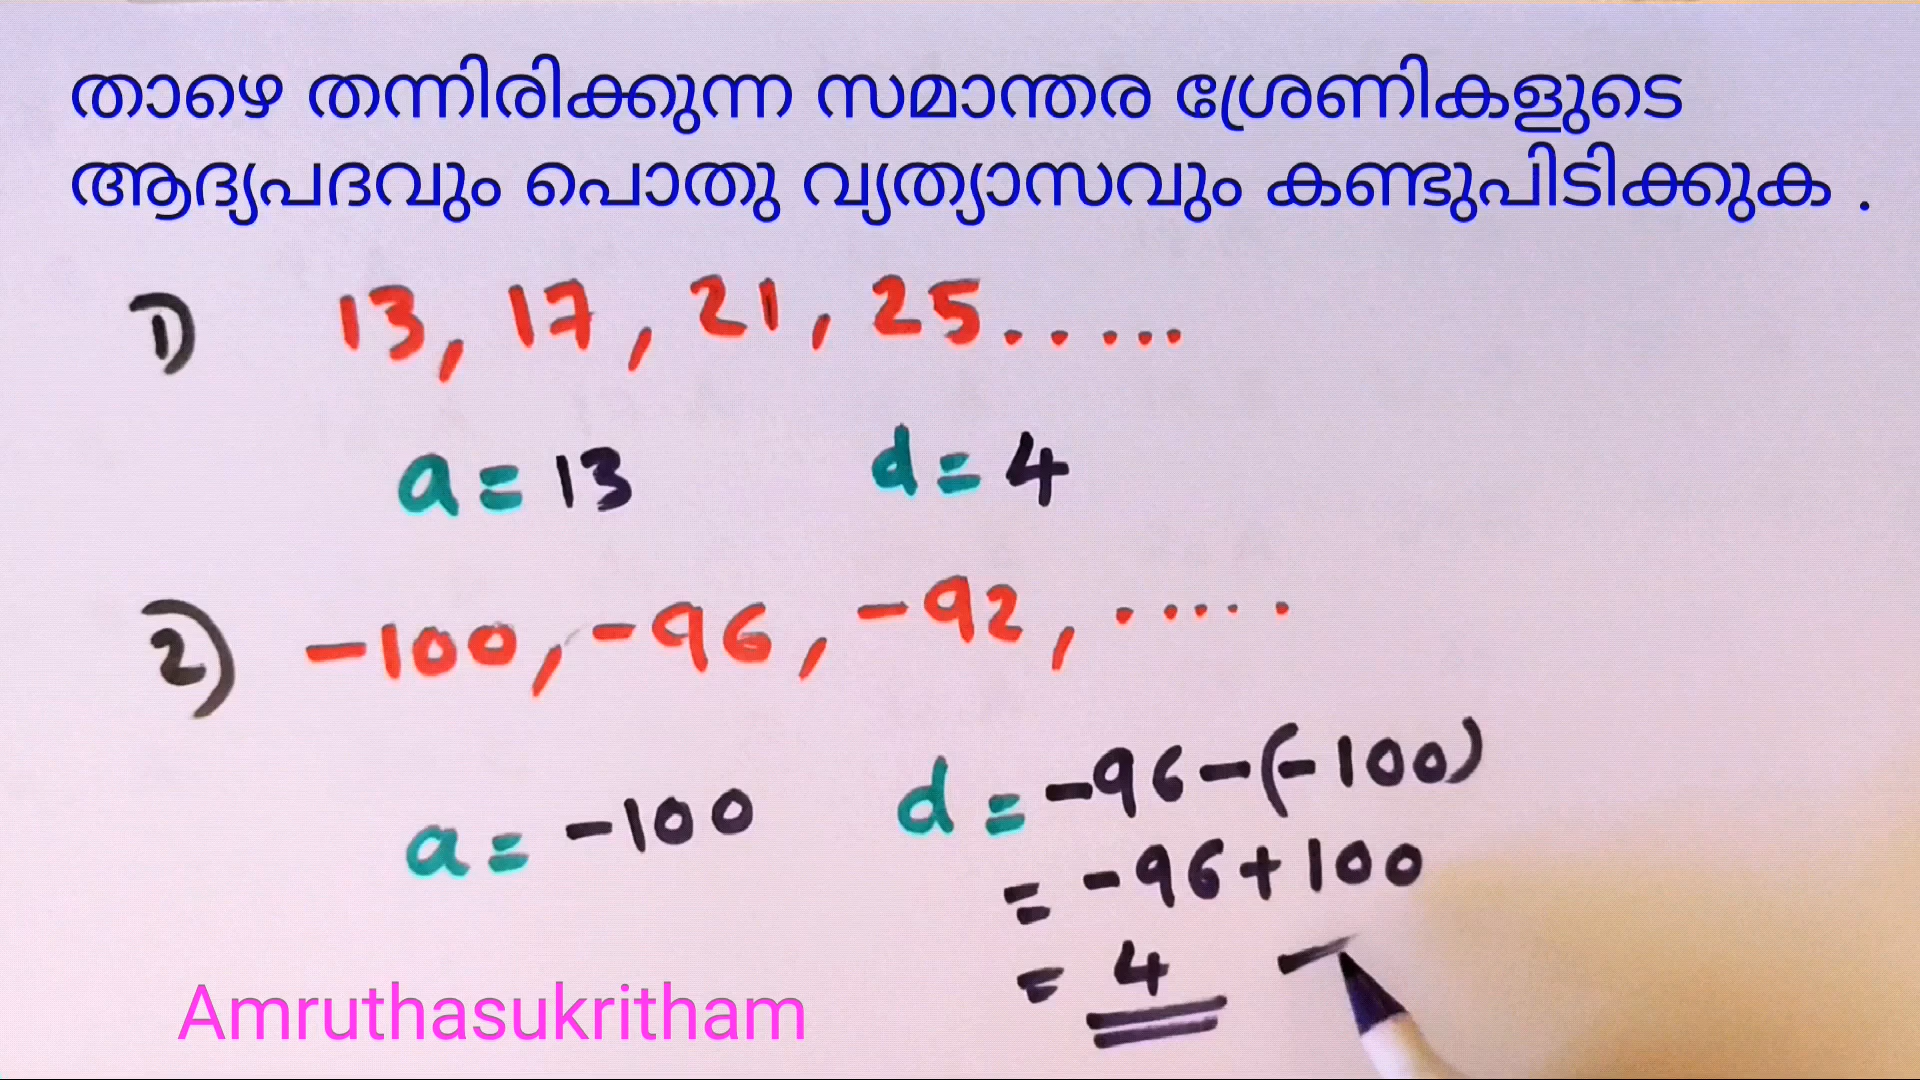 താഴെ തന്നിരിക്കുന്ന സമാന്തര ശ്രേണികളുടെ
ആദ്യപദവും പൊതു വ്യത്യാസവും കണ്ടുപിടിക്കുക .
1) 13, 17, 21, 25.....
a = 13 d = 4
2) -100, -96, -92, .....
a = -100 d = -96-(-100)
= -96+100
= 4
Amruthasukritham